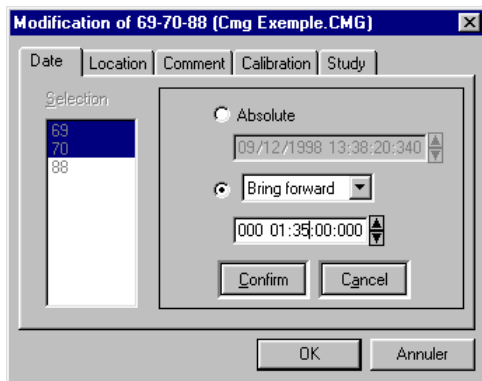 Modification of 69-70-88 (Cmg Exemple.CMG)
Date Location Comment Calibration Study
Selection
69
70
88
Absolute
09/12/1998 13:38:20:340
Bring forward
000 01:35:00:000
Confirm Cancel
OK Annuler